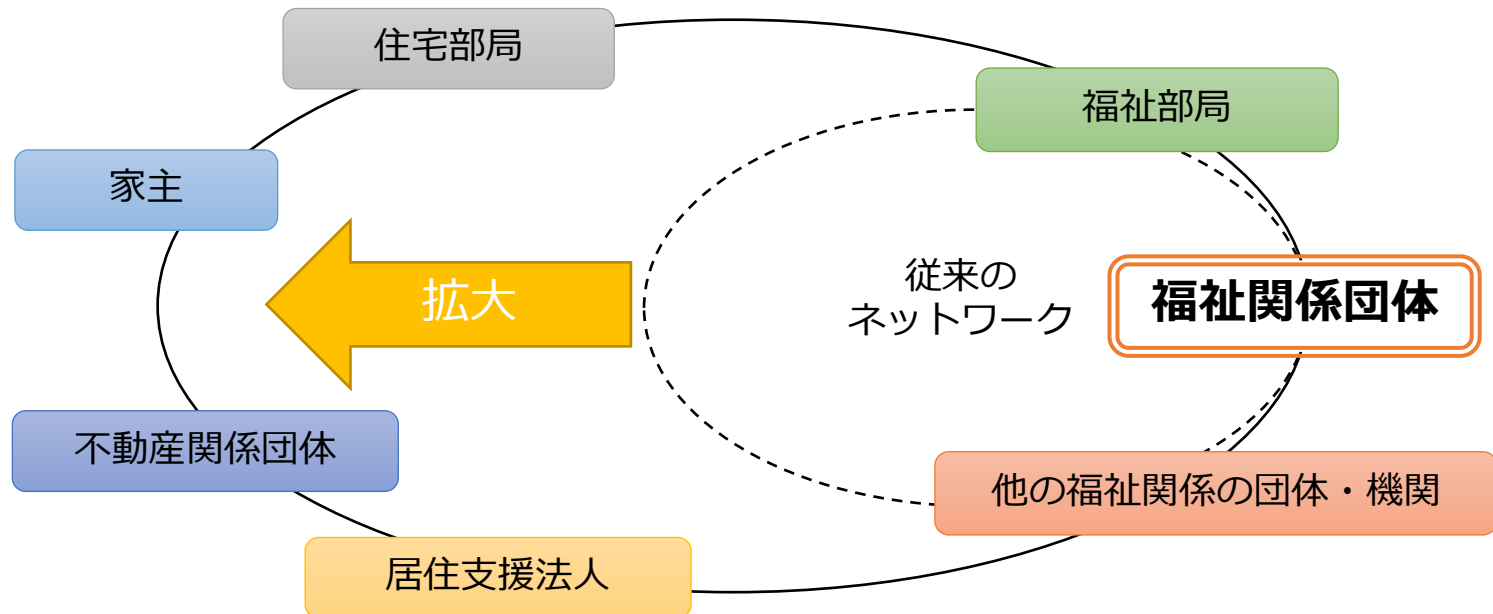 住宅部局
福祉部局
家主
従来の
ネットワーク
福祉関係団体
拡大
不動産関係団体
他の福祉関係の団体・機関
居住支援法人